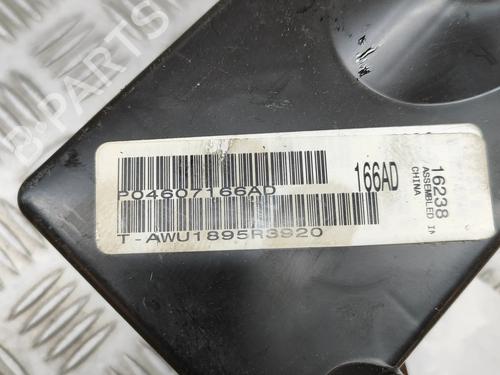 B-PARTS
P04607166AD
T-AWU1895R3920
166AD
16238
ASSEMBLED IN
CHINA